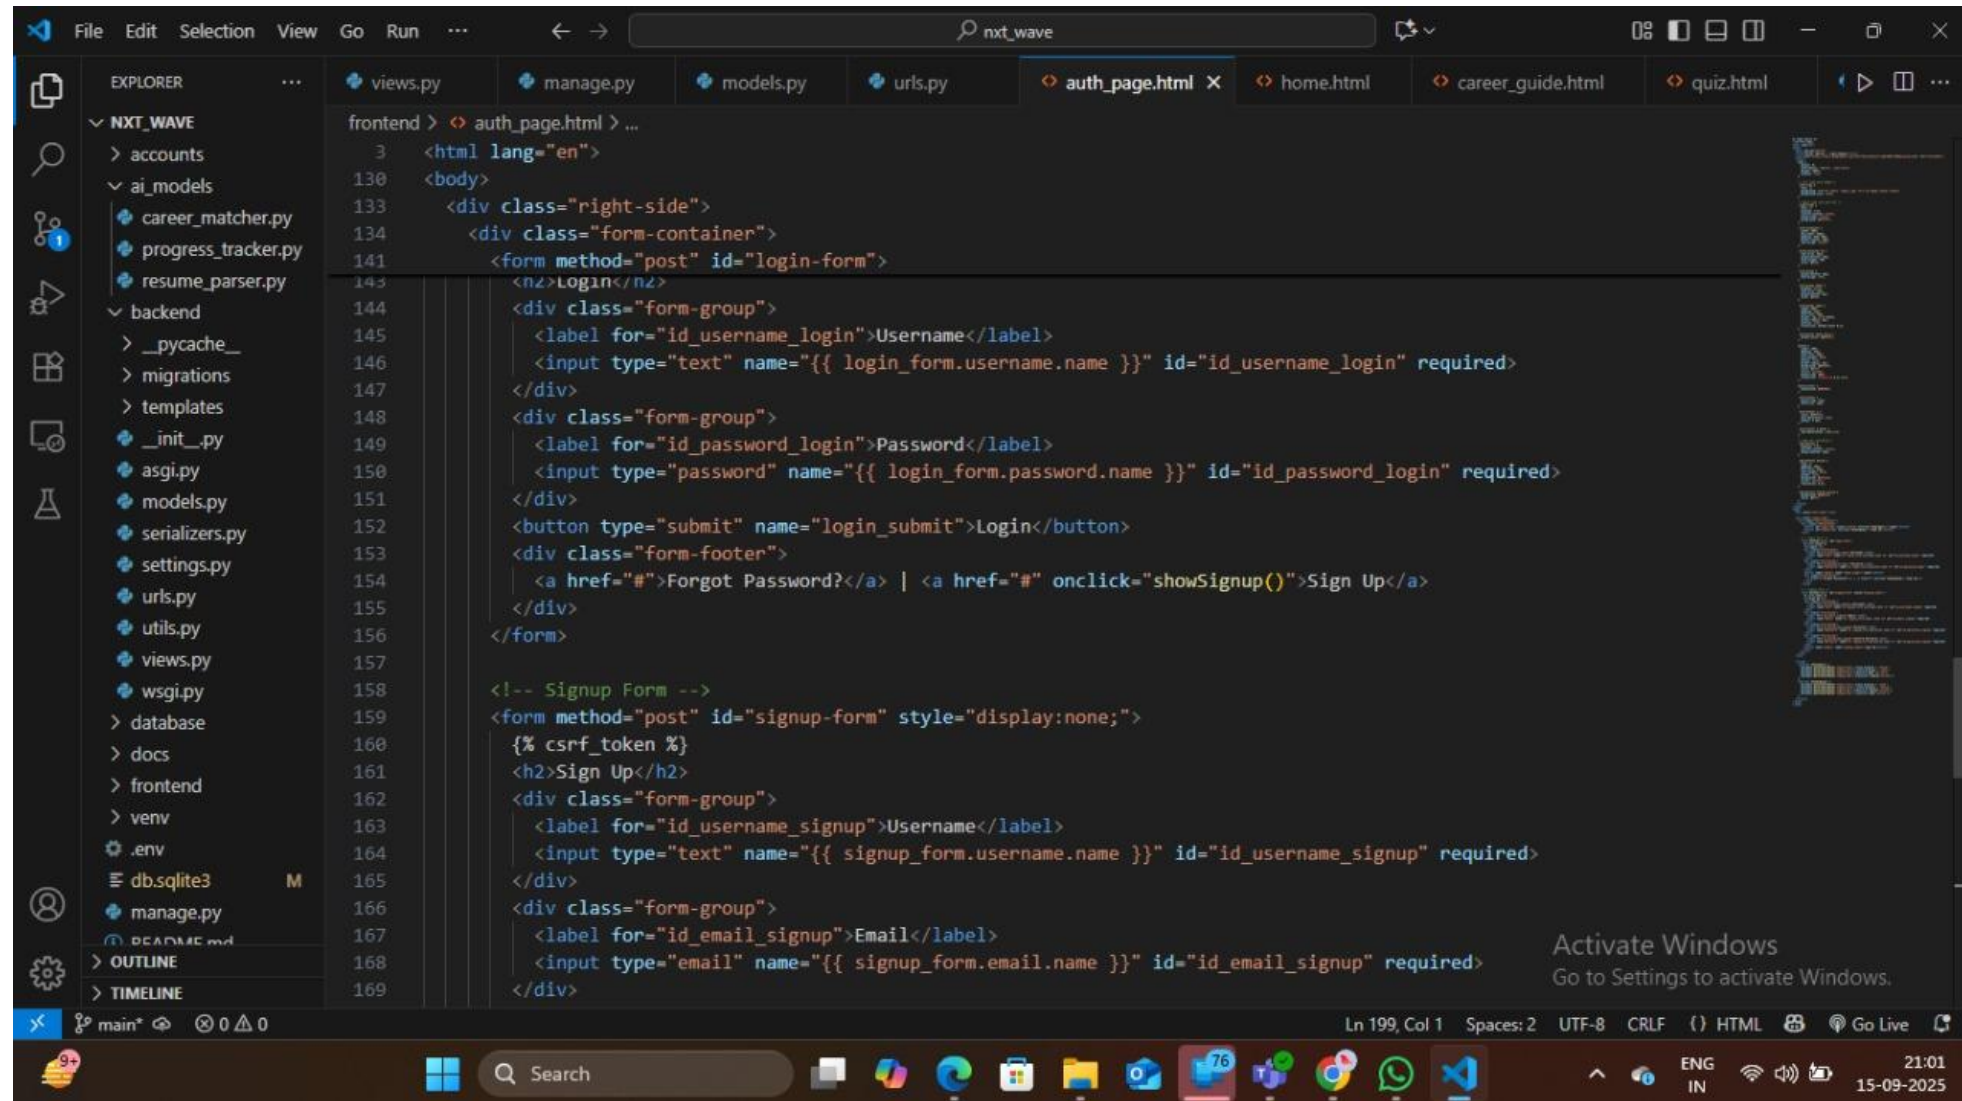 File Edit Selection View Go Run ... nxt_wave
EXPLORER ...
NXT_WAVE
accounts
ai_models
career_matcher.py
progress_tracker.py
resume_parser.py
backend
__pycache__
migrations
templates
__init__.py
asgi.py
models.py
serializers.py
settings.py
urls.py
utils.py
views.py
wsgi.py
database
docs
frontend
venv
.env
db.sqlite3 M
manage.py
README.md
OUTLINE
TIMELINE
1
views.py manage.py models.py urls.py auth_page.html home.html career_guide.html quiz.html ...
frontend > auth_page.html > ...
3 <html lang="en">
130 <body>
133 <div class="right-side">
134 <div class="form-container">
141 <form method="post" id="login-form">
143 <h2>Login</h2>
144 <div class="form-group">
145 <label for="id_username_login">Username</label>
146 <input type="text" name="{{ login_form.username.name }}" id="id_username_login" required>
147 </div>
148 <div class="form-group">
149 <label for="id_password_login">Password</label>
150 <input type="password" name="{{ login_form.password.name }}" id="id_password_login" required>
151 </div>
152 <button type="submit" name="login_submit">Login</button>
153 <div class="form-footer">
154 <a href="#">Forgot Password?</a> | <a href="#" onclick="showSignup()">Sign Up</a>
155 </div>
156 </form>
157
158 <!-- Signup Form -->
159 <form method="post" id="signup-form" style="display:none;">
160 {% csrf_token %}
161 <h2>Sign Up</h2>
162 <div class="form-group">
163 <label for="id_username_signup">Username</label>
164 <input type="text" name="{{ signup_form.username.name }}" id="id_username_signup" required>
165 </div>
166 <div class="form-group">
167 <label for="id_email_signup">Email</label>
168 <input type="email" name="{{ signup_form.email.name }}" id="id_email_signup" required>
169 </div>
Activate Windows
Go to Settings to activate Windows.
main* 0 0 Ln 199, Col 1 Spaces: 2 UTF-8 CRLF {} HTML Go Live
9+ Search 76 ENG
IN
21:01
15-09-2025